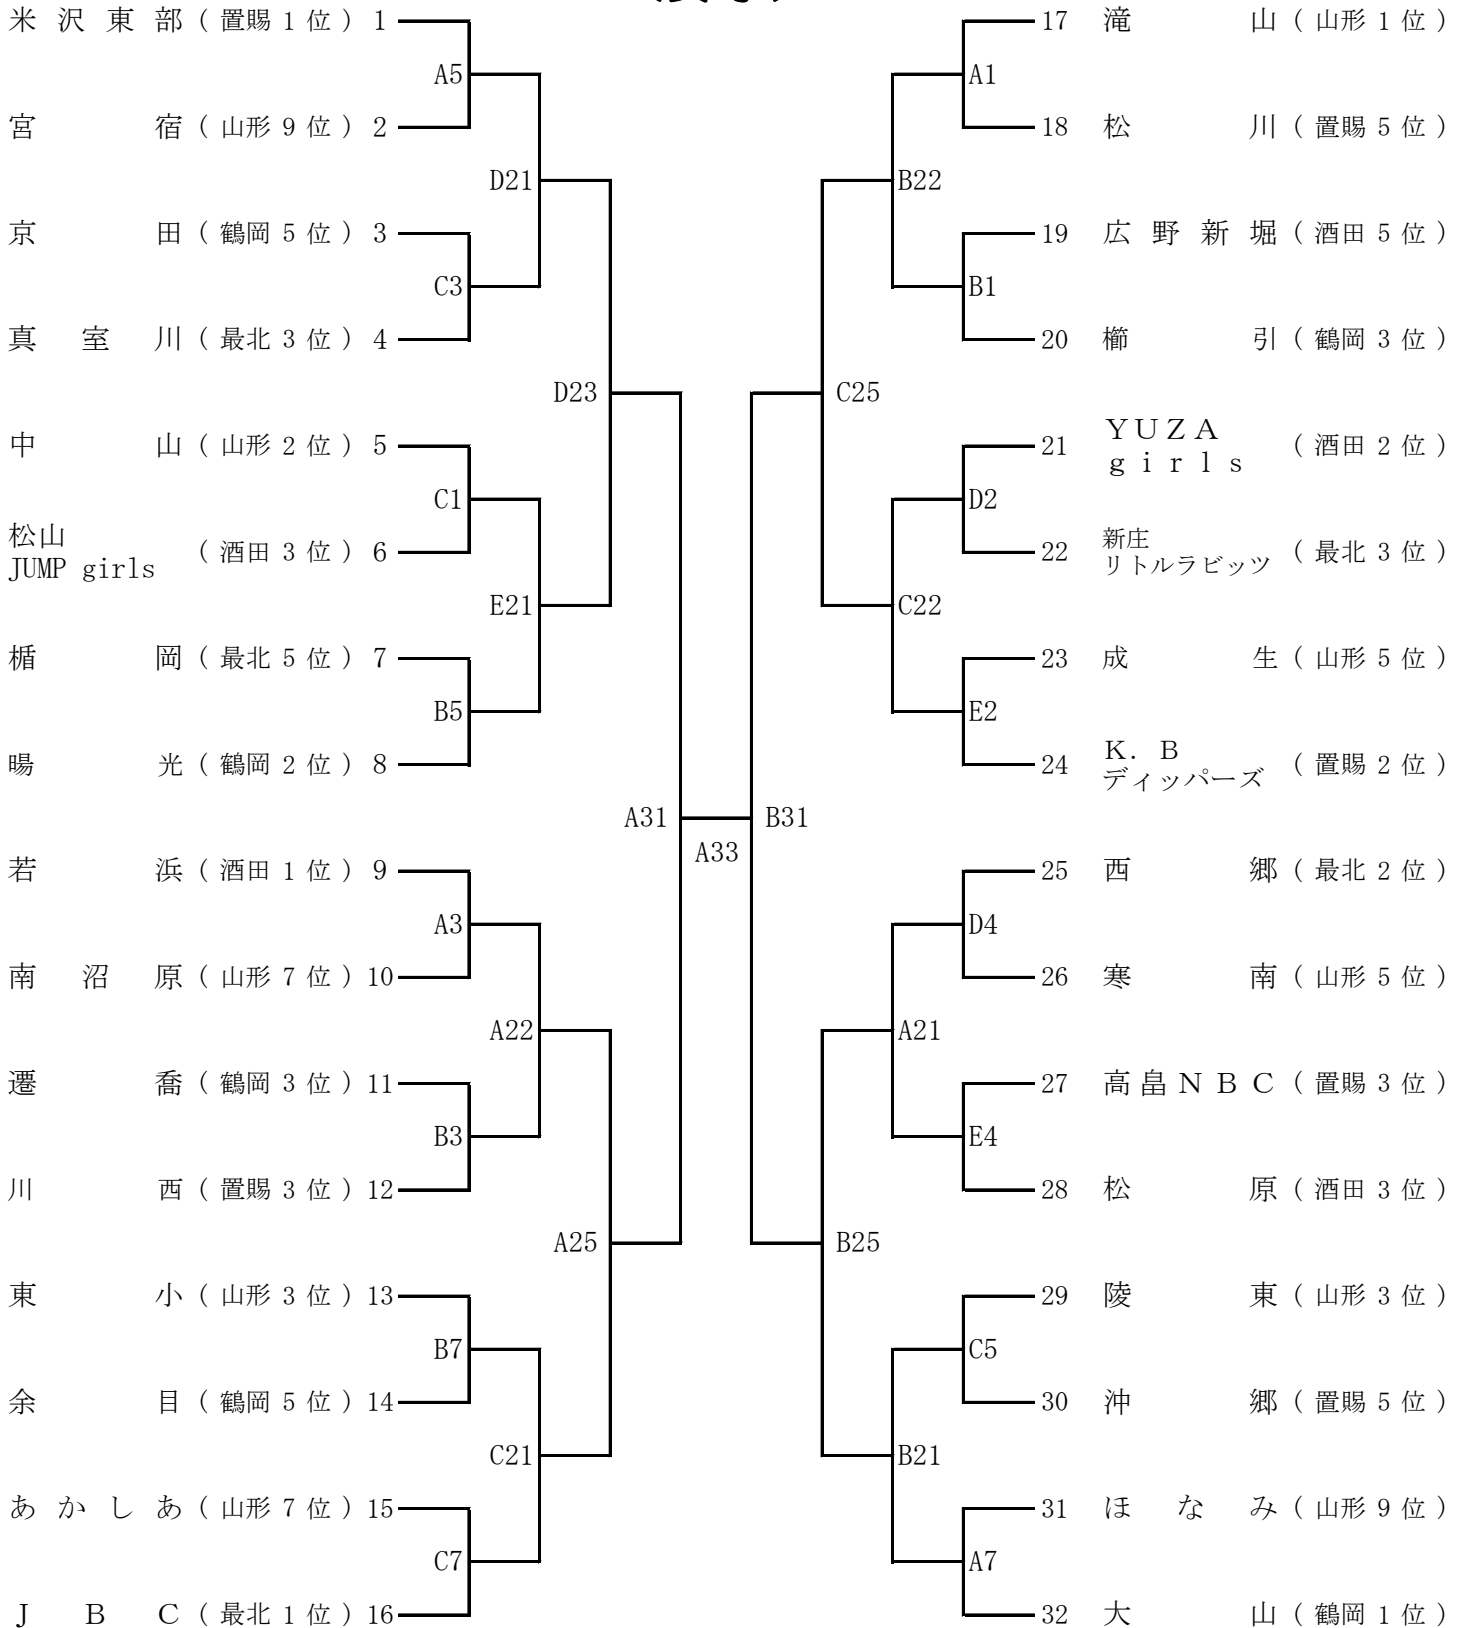 米沢東部（置賜1位）1
A5
宮宿（山形9位）2
D21
京田（鶴岡5位）3
C3
真室川（最北3位）4
D23
中山（山形2位）5
C1
松山
JUMP girls
（酒田3位）6
E21
楯岡（最北5位）7
B5
暘光（鶴岡2位）8
A31
若浜（酒田1位）9
A3
南沼原（山形7位）10
A22
遷喬（鶴岡3位）11
B3
川西（置賜3位）12
A25
東小（山形3位）13
B7
余目（鶴岡5位）14
C21
あかしあ（山形7位）15
C7
JBC（最北1位）16
A33
17 滝山（山形1位）
A1
18 松川（置賜5位）
B22
19 広野新堀（酒田5位）
B1
20 櫛引（鶴岡3位）
C25
21 YUZA
girls
（酒田2位）
D2
22 新庄
リトルラビッツ
（最北3位）
C22
23 成生（山形5位）
E2
24 K. B
ディッパーズ
（置賜2位）
B31
25 西郷（最北2位）
D4
26 寒南（山形5位）
A21
27 高畠NBC（置賜3位）
E4
28 松原（酒田3位）
B25
29 陵東（山形3位）
C5
30 沖郷（置賜5位）
B21
31 ほなみ（山形9位）
A7
32 大山（鶴岡1位）